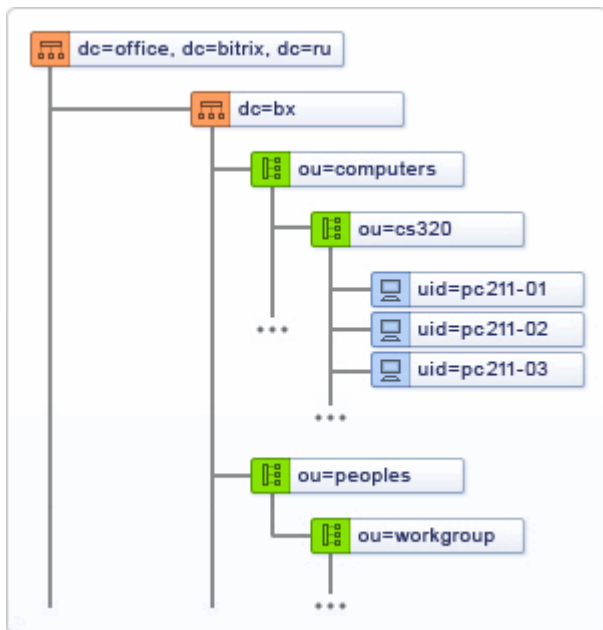 dc=office, dc=bitrix, dc=ru
dc=bx
ou=computers
ou=cs320
uid=pc211-01
uid=pc211-02
uid=pc211-03
...
...
ou=peoples
ou=workgroup
...
...